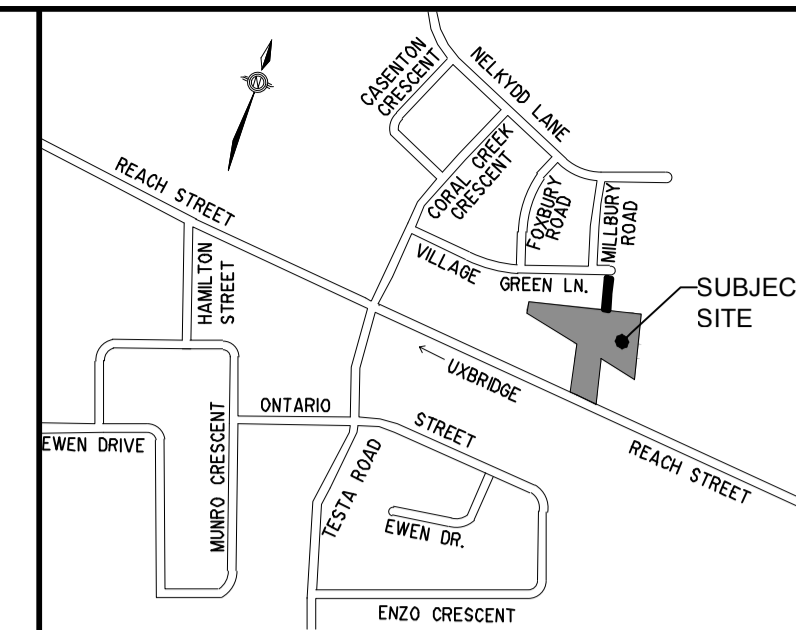 CASENTON
CRESCENT
NELKYDD LANE
N
REACH STREET
CORAL CREEK
CRESCENT
FOXBURY
ROAD
MILLBURY
ROAD
HAMILTON
STREET
VILLAGE
GREEN LN.
SUBJEC
SITE
← UXBRIDGE
ONTARIO
STREET
EWEN DRIVE
MUNRO CRESCENT
TESTA ROAD
REACH STREET
EWEN DR.
ENZO CRESCENT